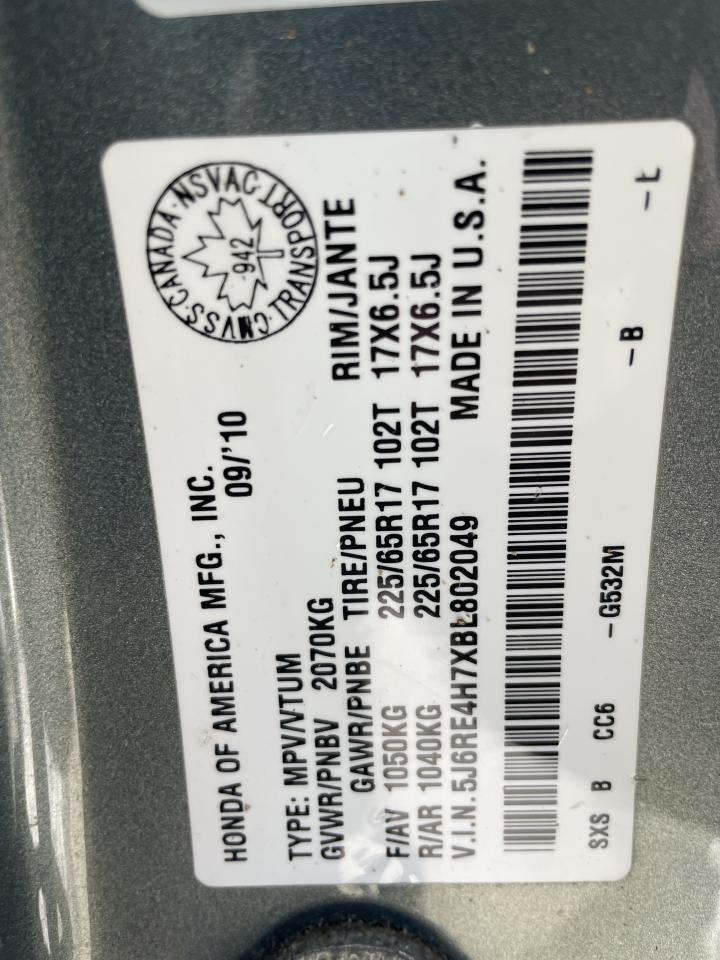 HONDA OF AMERICA MFG., INC.
09/'10
CMVSS·CANADA·NSVAC
TRANSPORT
942
TYPE: MPV/VTUM
GVWR/PNBV 2070KG
GAWR/PNBE TIRE/PNEU RIM/JANTE
F/AV 1050KG 225/65R17 102T 17X6.5J
R/AR 1040KG 225/65R17 102T 17X6.5J
V.I.N.5J6RE4H7XBL802049 MADE IN U.S.A.
SXS B CC6 -G532M -B -L